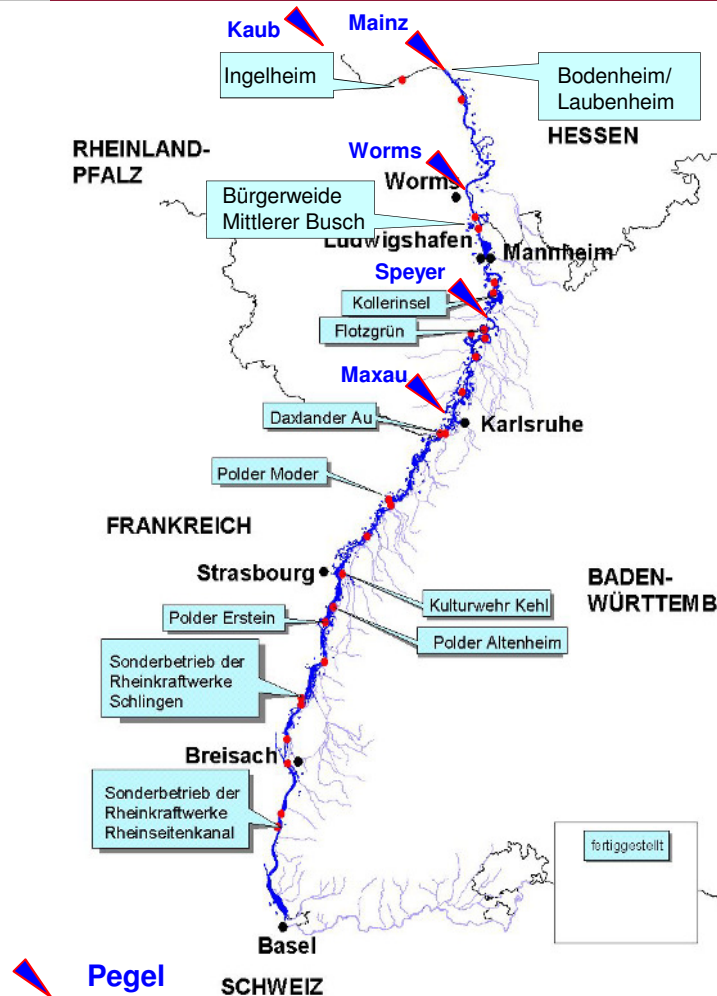 Kaub
Mainz
Ingelheim
Bodenheim/
Laubenheim
HESSEN
RHEINLAND-
PFALZ
Worms
Worms
Bürgerweide
Mittlerer Busch
Ludwigshafen
Mannheim
Speyer
Kollerinsel
Flotzgrün
Maxau
Daxlander Au
Karlsruhe
Polder Moder
FRANKREICH
Strasbourg
BADEN-
WÜRTTEMB
Kulturwehr Kehl
Polder Erstein
Polder Altenheim
Sonderbetrieb der
Rheinkraftwerke
Schlingen
Breisach
Sonderbetrieb der
Rheinkraftwerke
Rheinseitenkanal
fertiggestellt
Basel
Pegel
SCHWEIZ